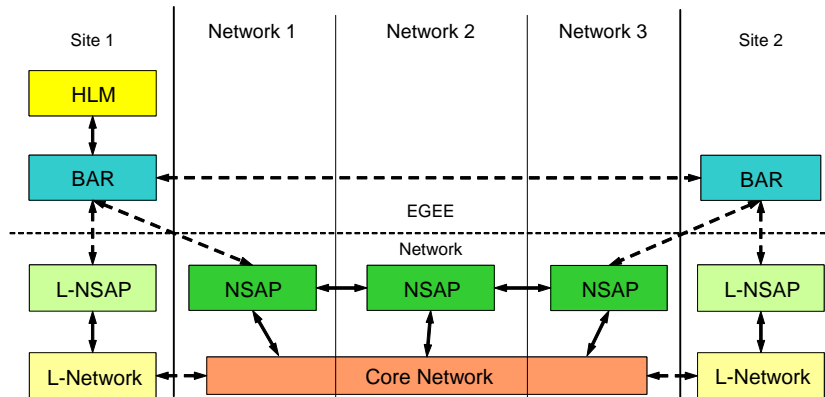 Site 1
Network 1
Network 2
Network 3
Site 2
HLM
BAR
BAR
EGEE
Network
L-NSAP
NSAP
NSAP
NSAP
L-NSAP
L-Network
Core Network
L-Network